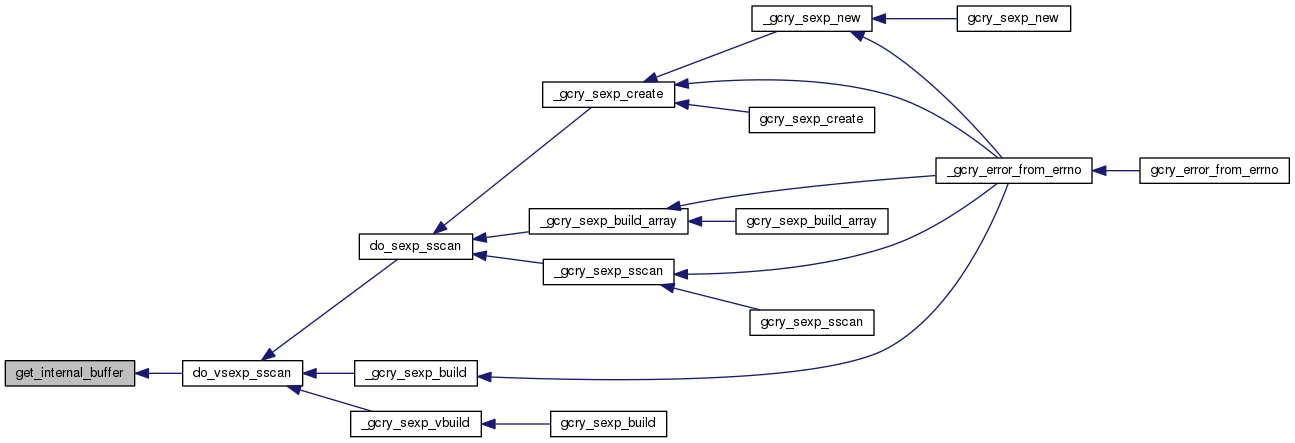 _gcry_sexp_new
gcry_sexp_new
_gcry_sexp_create
gcry_sexp_create
_gcry_error_from_errno
gcry_error_from_errno
_gcry_sexp_build_array
gcry_sexp_build_array
do_sexp_sscan
_gcry_sexp_sscan
gcry_sexp_sscan
get_internal_buffer
do_vsexp_sscan
_gcry_sexp_build
_gcry_sexp_vbuild
gcry_sexp_build